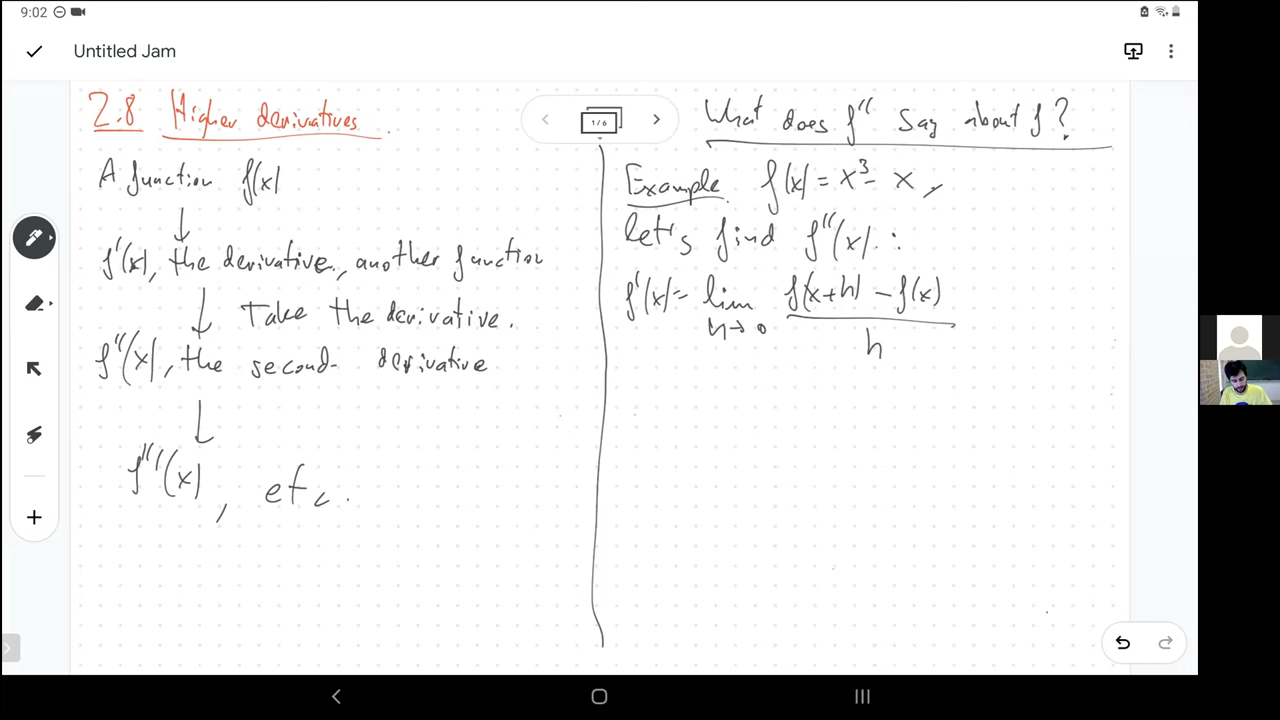 9:02
Untitled Jam
1/6
2.8 Higher derivatives
A function f(x)
↓
f'(x), the derivative, another function
↓ Take the derivative.
f''(x), the second derivative
↓
f'''(x), etc.
What does f'' say about f?
Example. f(x) = x³ - x,
let's find f''(x).:
f'(x) = lim f(x+h) - f(x)
h→0 h